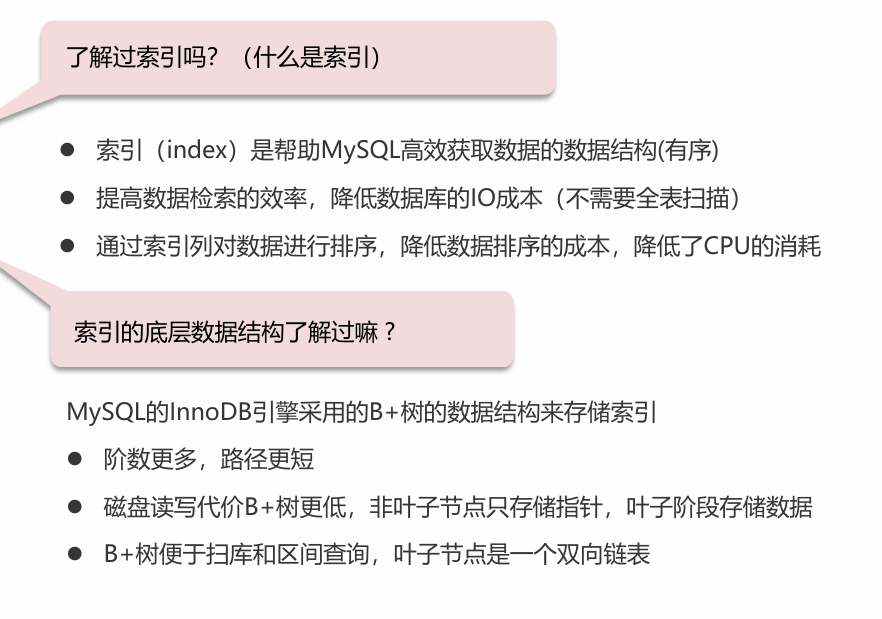 了解过索引吗？（什么是索引）
● 索引（index）是帮助MySQL高效获取数据的数据结构(有序)
● 提高数据检索的效率，降低数据库的IO成本（不需要全表扫描）
● 通过索引列对数据进行排序，降低数据排序的成本，降低了CPU的消耗
索引的底层数据结构了解过嘛 ?
MySQL的InnoDB引擎采用的B+树的数据结构来存储索引
● 阶数更多，路径更短
● 磁盘读写代价B+树更低，非叶子节点只存储指针，叶子阶段存储数据
● B+树便于扫库和区间查询，叶子节点是一个双向链表